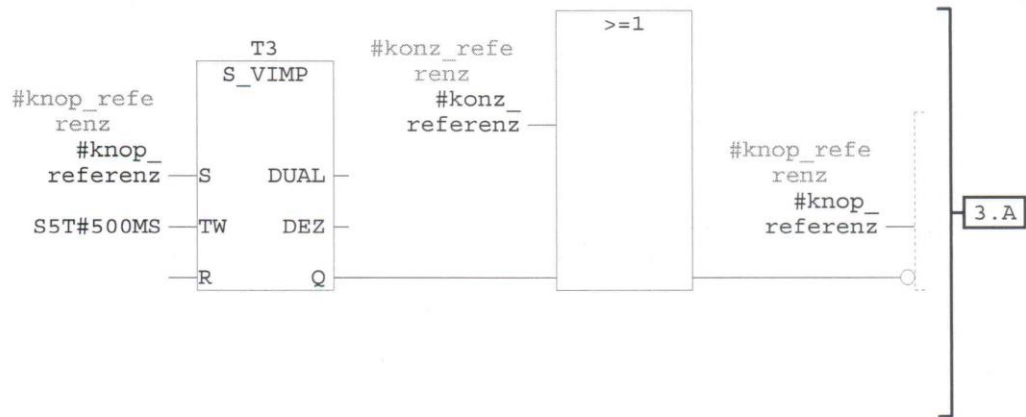 T3
S_VIMP
#knop_refe
renz
#knop_
referenz
S
DUAL
S5T#500MS
TW
DEZ
R
Q
#konz_refe
renz
#konz_
referenz
>=1
#knop_refe
renz
#knop_
referenz
3.A